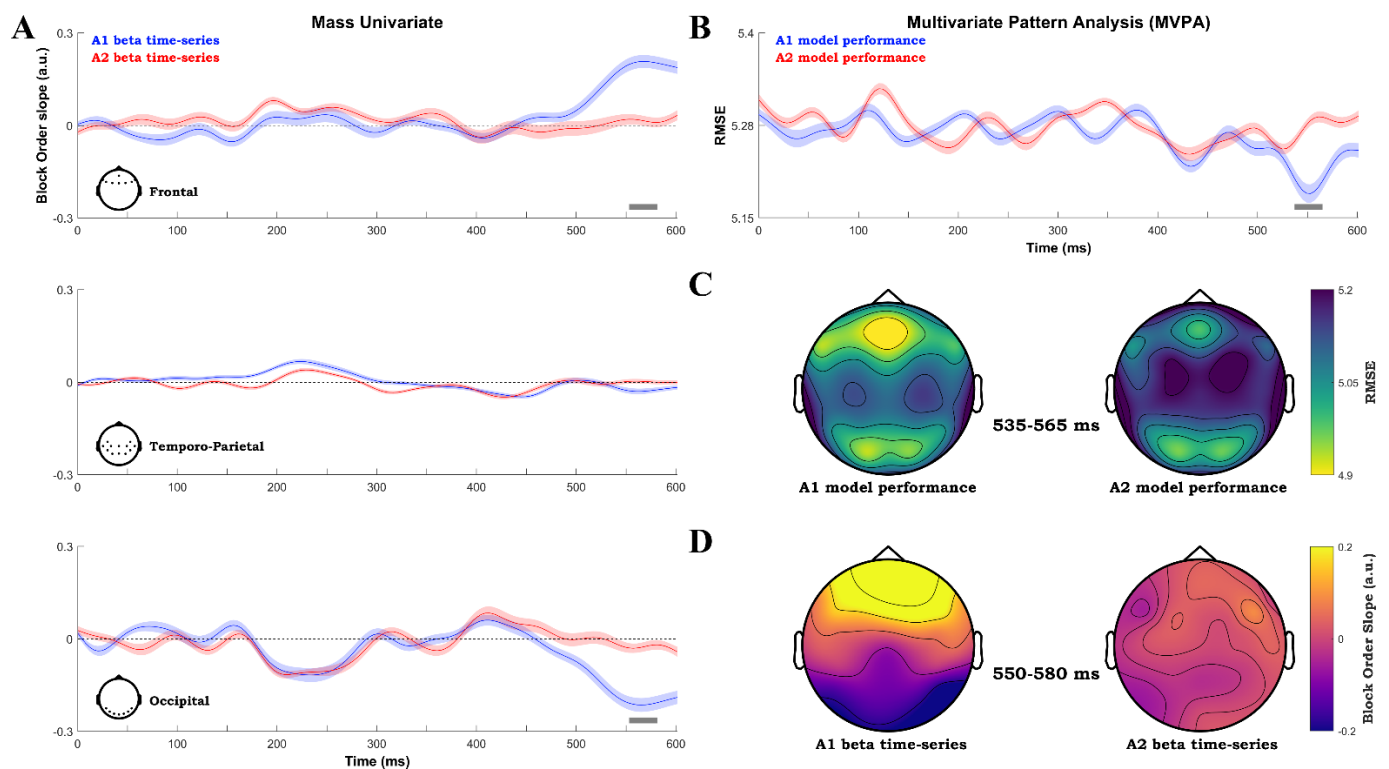 A
Mass Univariate
0.3
A1 beta time-series
A2 beta time-series
Block Order slope (a.u.)
0
-0.3
Frontal
0 100 200 300 400 500 600
0.3
0
-0.3
Temporo-Parietal
0 100 200 300 400 500 600
0.3
0
-0.3
Occipital
0 100 200 300 400 500 600
Time (ms)
B
Multivariate Pattern Analysis (MVPA)
5.4
A1 model performance
A2 model performance
RMSE
5.28
5.15
0 100 200 300 400 500 600
Time (ms)
C
535-565 ms
A1 model performance
A2 model performance
5.2
5.05
4.9
RMSE
D
550-580 ms
A1 beta time-series
A2 beta time-series
0.2
0
-0.2
Block Order Slope (a.u.)